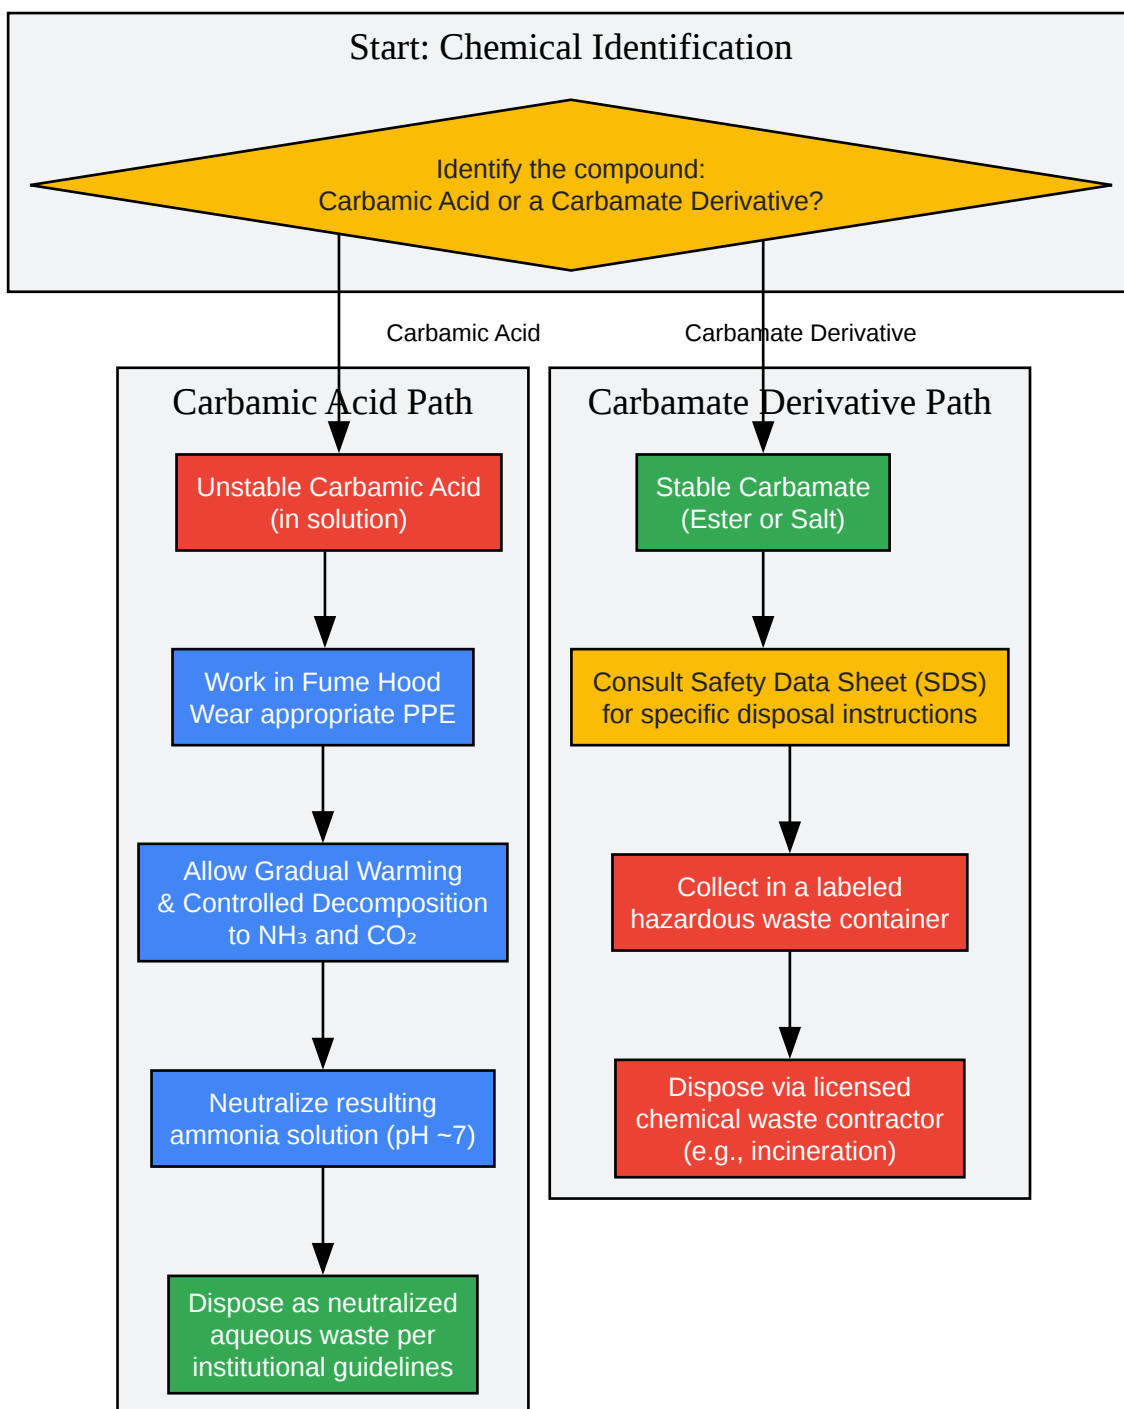 Start: Chemical Identification
Identify the compound:
Carbamic Acid or a Carbamate Derivative?
Carbamic Acid
Carbamate Derivative
Carbamic Acid Path
Unstable Carbamic Acid
(in solution)
Work in Fume Hood
Wear appropriate PPE
Allow Gradual Warming
& Controlled Decomposition
to NH₃ and CO₂
Neutralize resulting
ammonia solution (pH ~7)
Dispose as neutralized
aqueous waste per
institutional guidelines
Carbamate Derivative Path
Stable Carbamate
(Ester or Salt)
Consult Safety Data Sheet (SDS)
for specific disposal instructions
Collect in a labeled
hazardous waste container
Dispose via licensed
chemical waste contractor
(e.g., incineration)